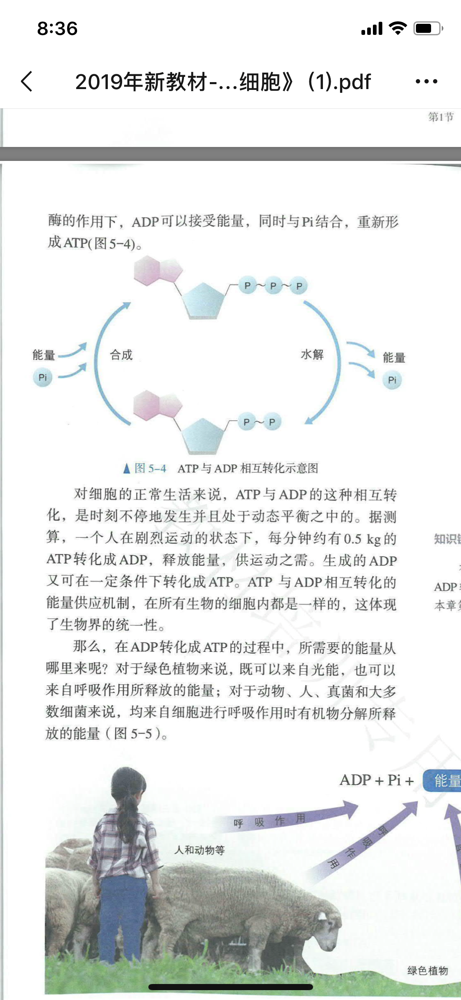 8:36
2019年新教材-...细胞》 (1).pdf
第1节
酶的作用下，ADP可以接受能量，同时与Pi结合，重新形
成ATP(图5-4)。
P～P～P
能量
合成
水解
能量
Pi
Pi
P～P
▲图5-4 ATP与ADP相互转化示意图
对细胞的正常生活来说，ATP与ADP的这种相互转
化，是时刻不停地发生并且处于动态平衡之中的。据测
算，一个人在剧烈运动的状态下，每分钟约有0.5 kg的
ATP转化成ADP，释放能量，供运动之需。生成的ADP
又可在一定条件下转化成ATP。ATP 与ADP相互转化的
能量供应机制，在所有生物的细胞内都是一样的，这体现
了生物界的统一性。
那么，在ADP转化成ATP的过程中，所需要的能量从
哪里来呢？对于绿色植物来说，既可以来自光能，也可以
来自呼吸作用所释放的能量；对于动物、人、真菌和大多
数细菌来说，均来自细胞进行呼吸作用时有机物分解所释
放的能量（图5-5）。
知识
ADP
本章
ADP + Pi + 能量
呼吸作用
呼吸作用
人和动物等
绿色植物
教材培训专用